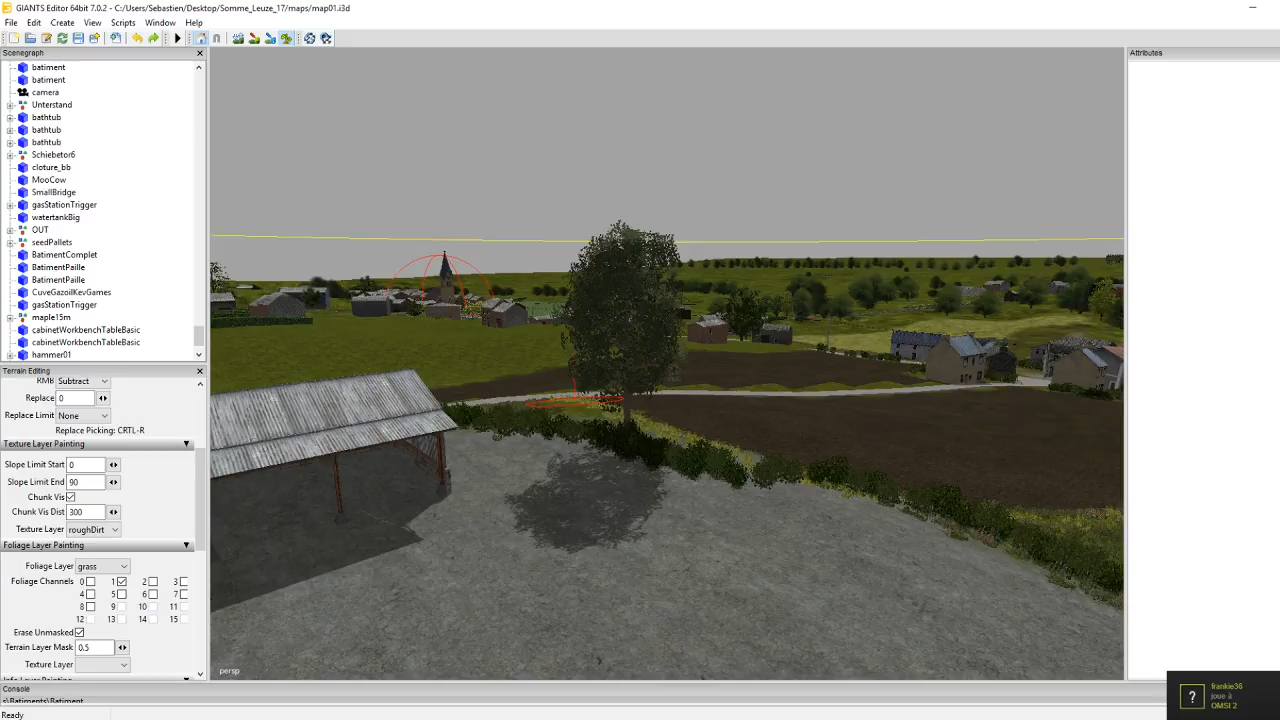 GIANTS Editor 64bit 7.0.2 - C:/Users/Sebastien/Desktop/Somme_Leuze_17/maps/map01.i3d
File Edit Create View Scripts Window Help
Scenegraph
batiment
batiment
camera
Unterstand
bathtub
bathtub
bathtub
Schiebetor6
cloture_bb
MooCow
SmallBridge
gasStationTrigger
watertankBig
OUT
seedPallets
BatimentComplet
BatimentPaille
BatimentPaille
CuveGazoilKevGames
gasStationTrigger
maple15m
cabinetWorkbenchTableBasic
cabinetWorkbenchTableBasic
hammer01
Terrain Editing
RMB Subtract
Replace 0
Replace Limit None
Replace Picking: CRTL-R
Texture Layer Painting
Slope Limit Start 0
Slope Limit End 90
Chunk Vis
Chunk Vis Dist 300
Texture Layer roughDirt
Foliage Layer Painting
Foliage Layer grass
Foliage Channels 0 1 2 3
4 5 6 7
8 9 10 11
12 13 14 15
Erase Unmasked
Terrain Layer Mask 0.5
Texture Layer
Info Layer Painting
persp
Attributes
Console
s\Batiments\Batiment
Ready
?
frankie36
joue à
OMSI 2